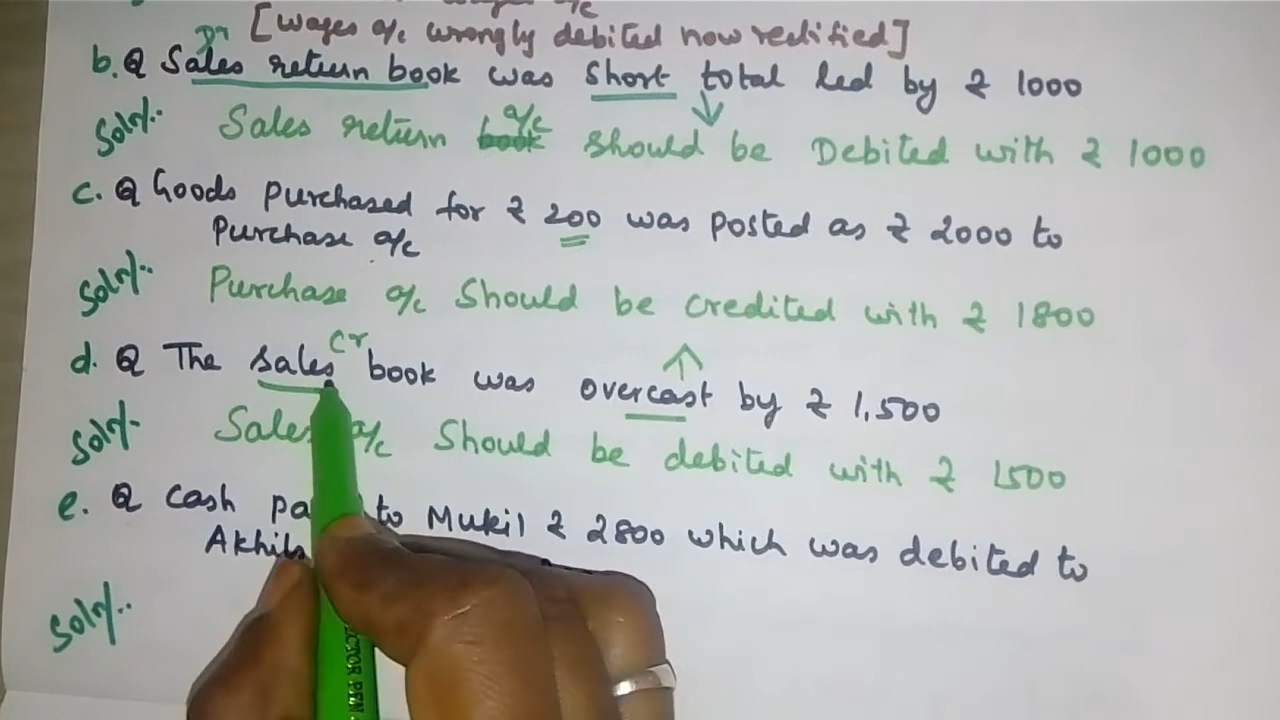 a/c
[wages a/c wrongly debited now rectified]
Dr
b. Q Sales return book was short total led by ₹ 1000
Soln/.. Sales return a/c should be Debited with ₹ 1000
c. Q Goods purchased for ₹ 200 was posted as ₹ 2000 to
Purchase a/c
Soln/.. Purchase a/c Should be credited with ₹ 1800
Cr
d. Q The sales book was overcast by ₹ 1,500
Soln/. Sales a/c Should be debited with ₹ 1500
e. Q Cash to Mukil ₹ 2800 which was debited to
Soln/..